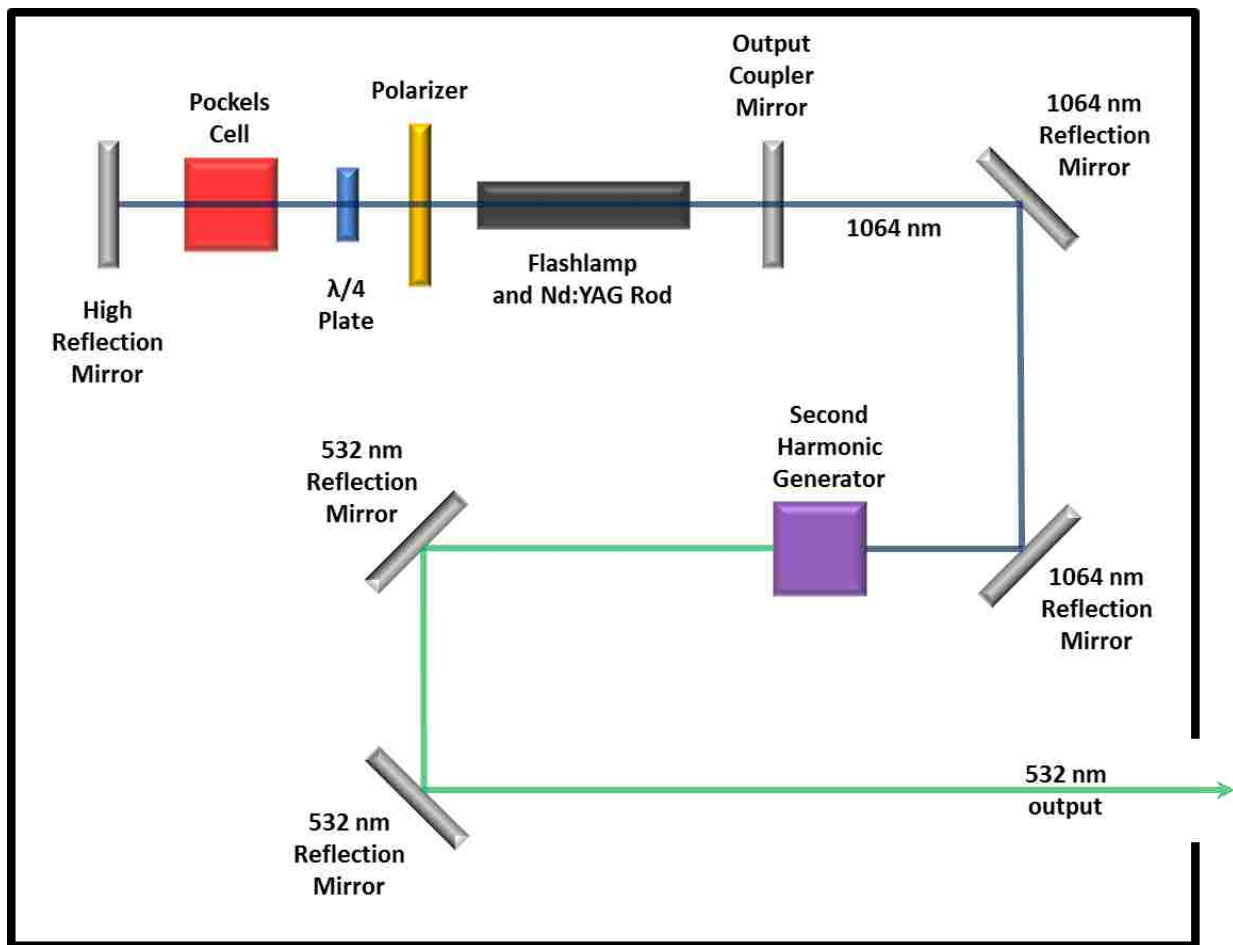 Pockels
Cell
Polarizer
Output
Coupler
Mirror
1064 nm
Reflection
Mirror
1064 nm
High
Reflection
Mirror
λ/4
Plate
Flashlamp
and Nd:YAG Rod
532 nm
Reflection
Mirror
Second
Harmonic
Generator
1064 nm
Reflection
Mirror
532 nm
Reflection
Mirror
532 nm
output